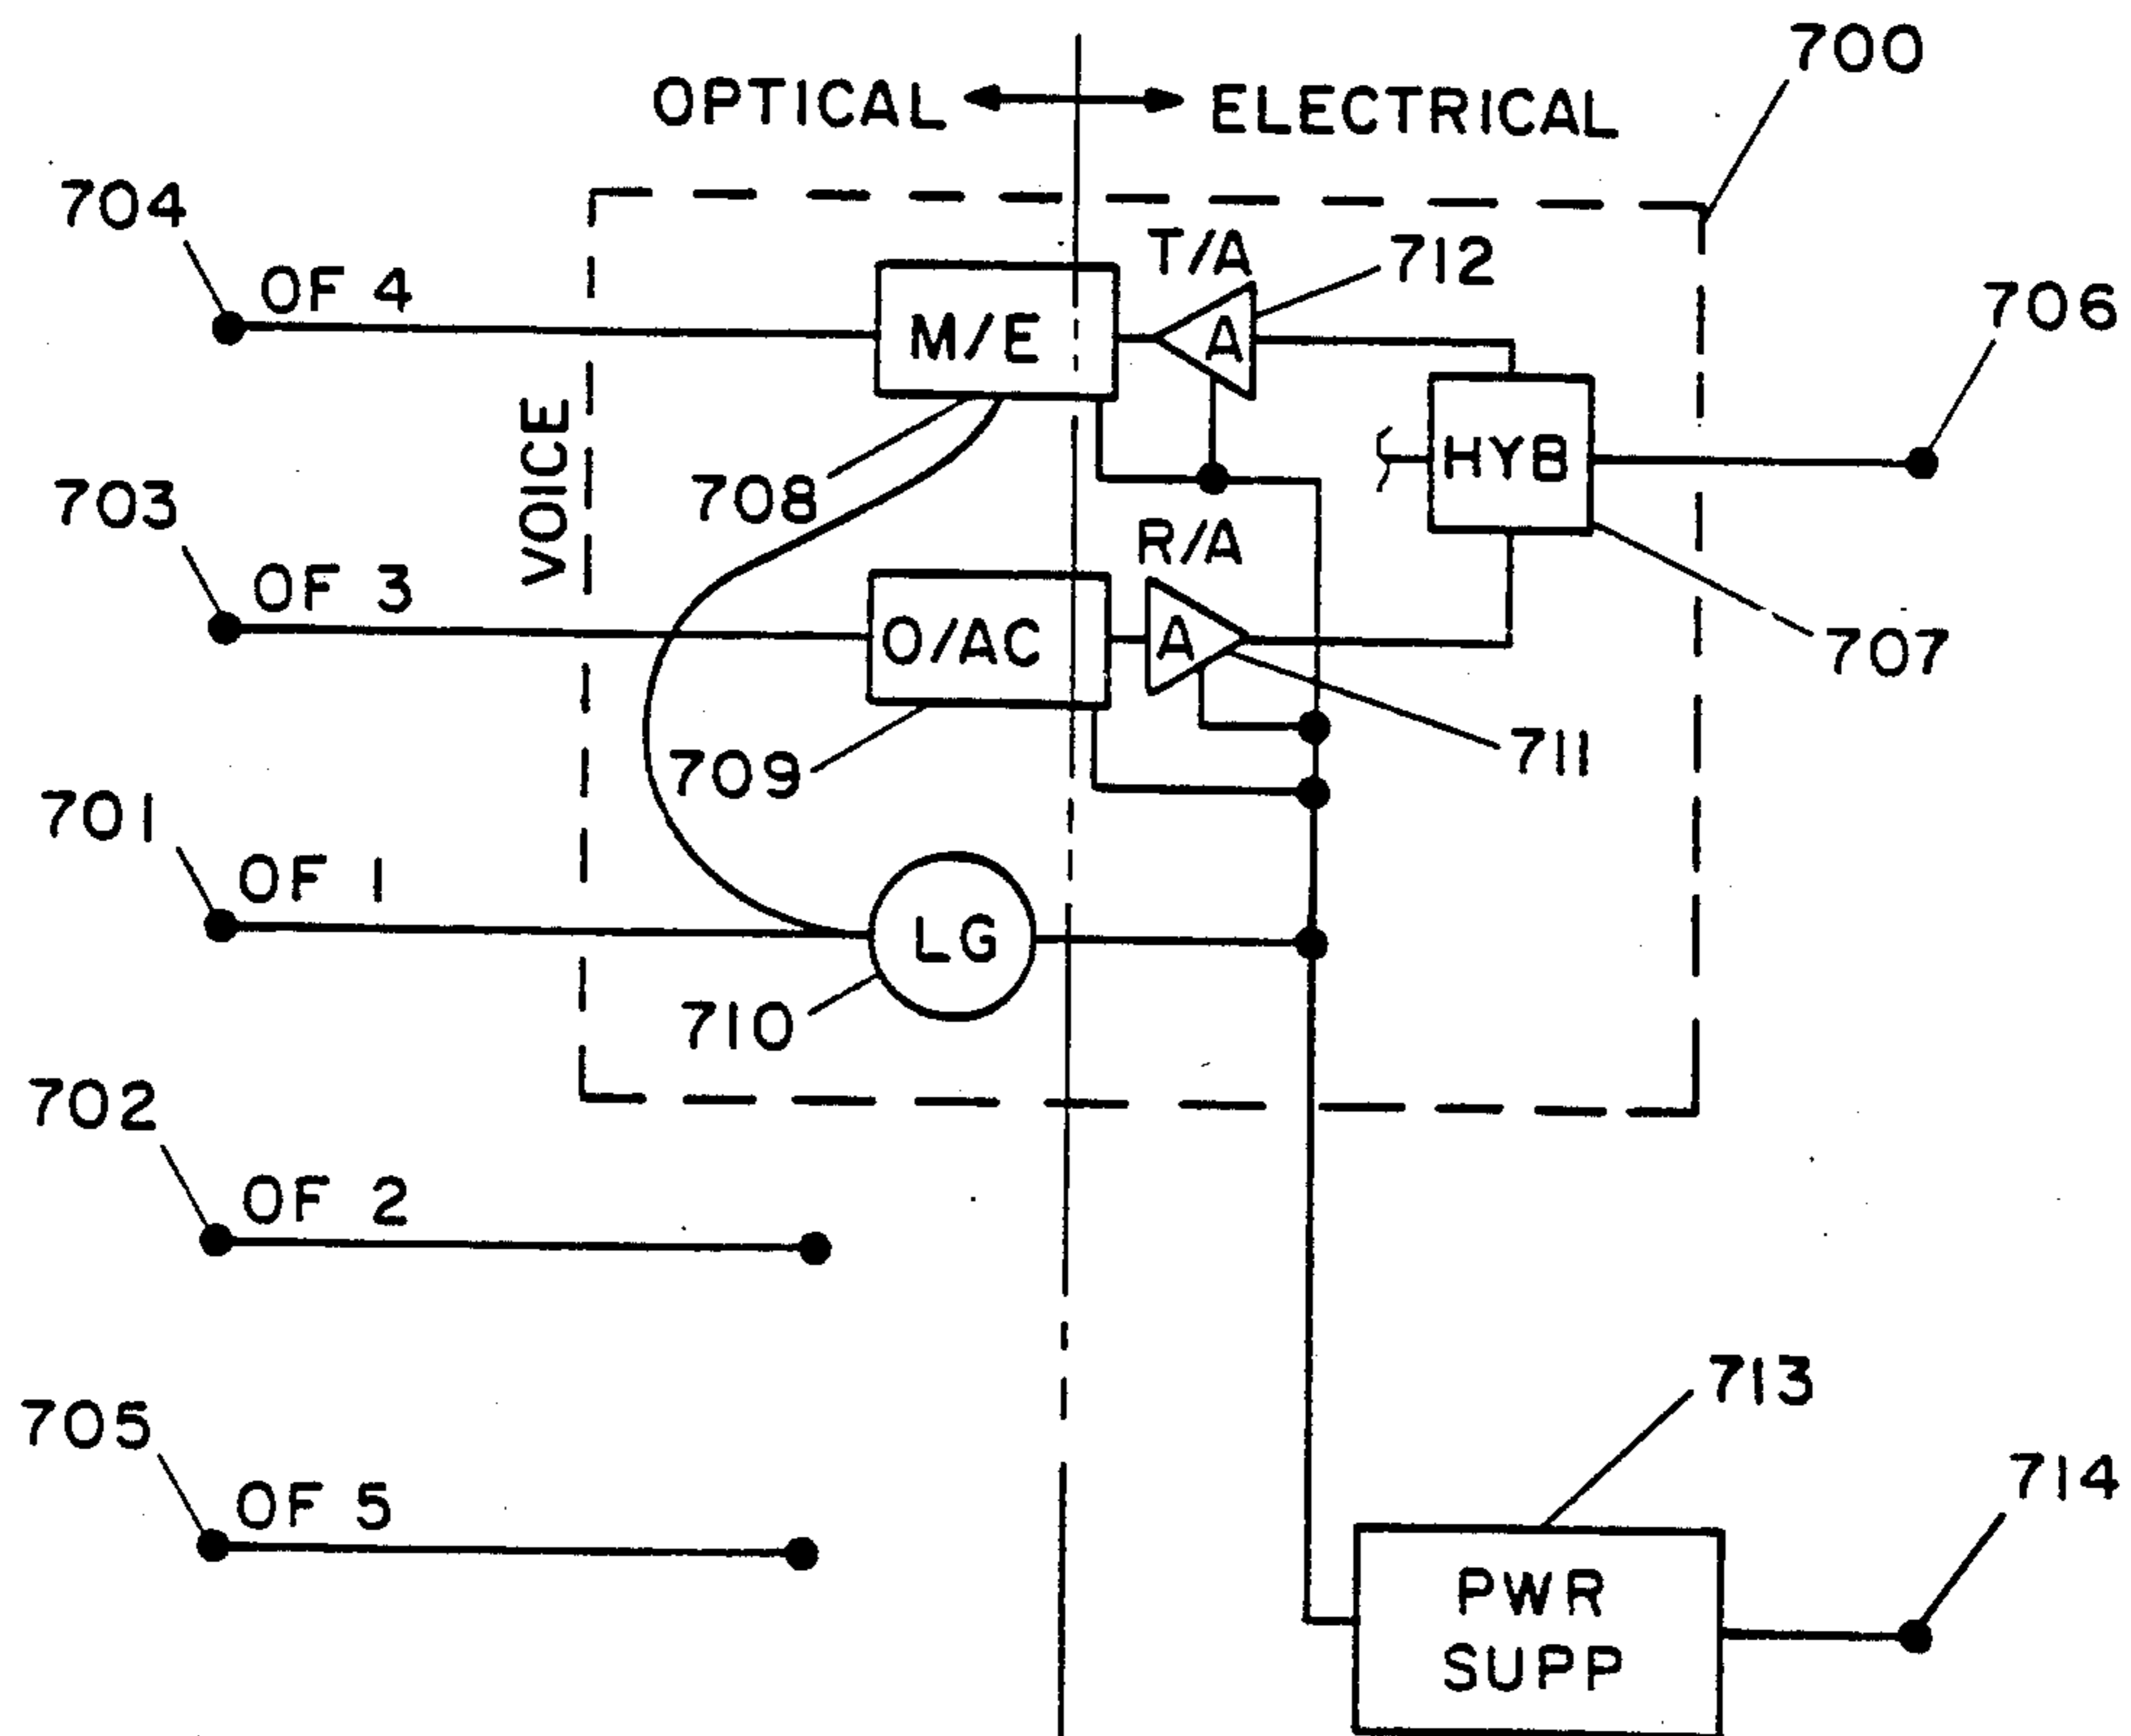 700
OPTICAL ELECTRICAL
704
OF 4
T/A
712
M/E
A
706
VOICE
HYB
708
703
OF 3
R/A
O/AC
A
707
709
711
701
OF 1
LG
710
702
OF 2
713
705
OF 5
714
PWR
SUPP